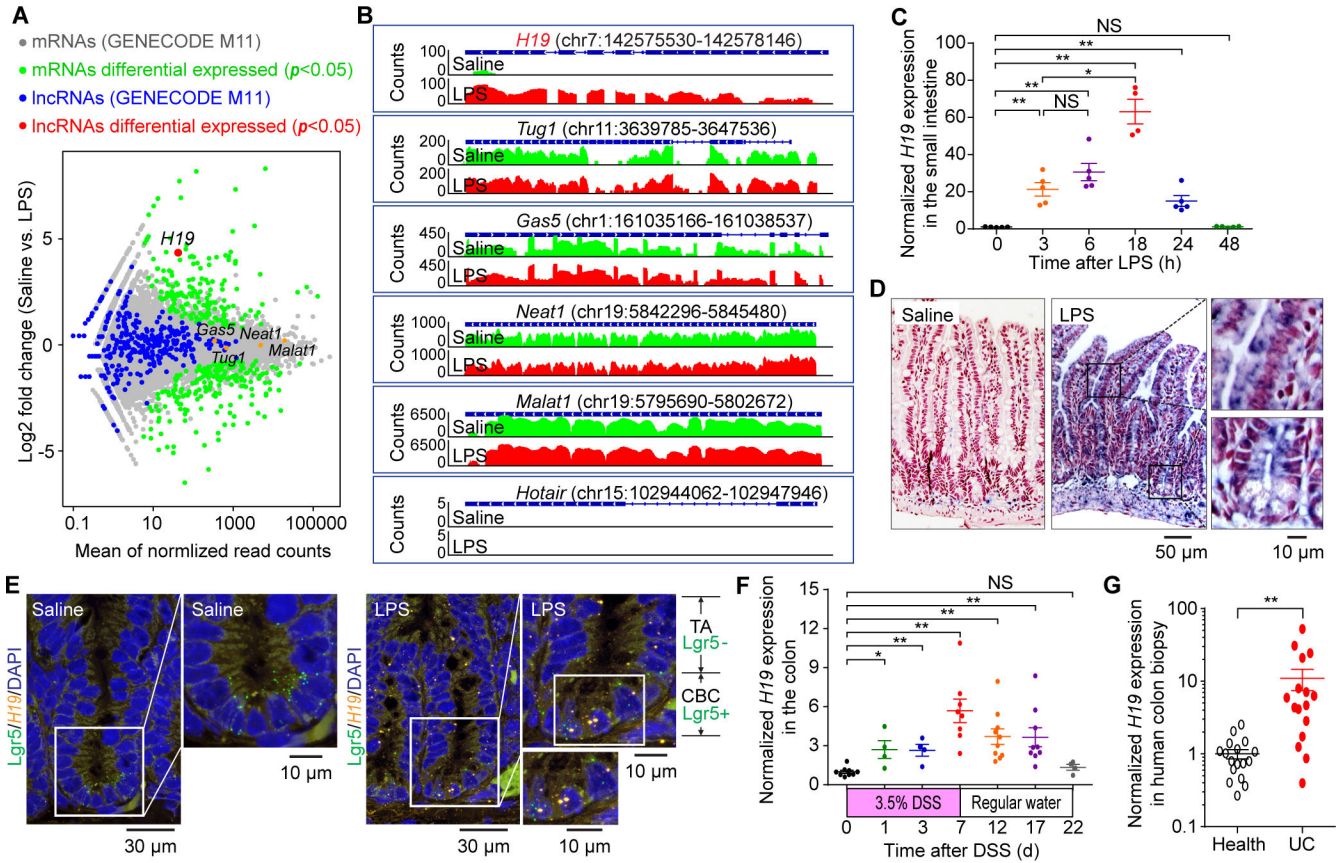 A
mRNAs (GENECODE M11)
mRNAs differential expressed (p<0.05)
lncRNAs (GENECODE M11)
lncRNAs differential expressed (p<0.05)
Log2 fold change (Saline vs. LPS)
5
0
-5
H19
Gas5
Neat1
Tug1
Malat1
0.1
10
1000
100000
Mean of normlized read counts
B
H19 (chr7:142575530-142578146)
Counts
100
Saline
0
100
LPS
0
Tug1 (chr11:3639785-3647536)
Counts
200
Saline
0
200
LPS
0
Gas5 (chr1:161035166-161038537)
Counts
450
Saline
0
450
LPS
0
Neat1 (chr19:5842296-5845480)
Counts
1000
Saline
0
1000
LPS
0
Malat1 (chr19:5795690-5802672)
Counts
6500
Saline
0
6500
LPS
0
Hotair (chr15:102944062-102947946)
Counts
5
Saline
0
5
LPS
0
C
Normalized H19 expression
in the small intestine
100
80
60
40
20
0
NS
**
**
*
**
**
NS
0
3
6
18
24
48
Time after LPS (h)
D
Saline
LPS
50 µm
10 µm
E
Lgr5/H19/DAPI
Saline
Saline
10 µm
30 µm
Lgr5/H19/DAPI
LPS
LPS
TA
Lgr5-
CBC
Lgr5+
10 µm
30 µm
10 µm
F
Normalized H19 expression
in the colon
15
12
9
6
3
0
NS
**
**
**
**
*
3.5% DSS
Regular water
0
1
3
7
12
17
22
Time after DSS (d)
G
Normalized H19 expression
in human colon biopsy
100
10
1
0.1
**
Health
UC